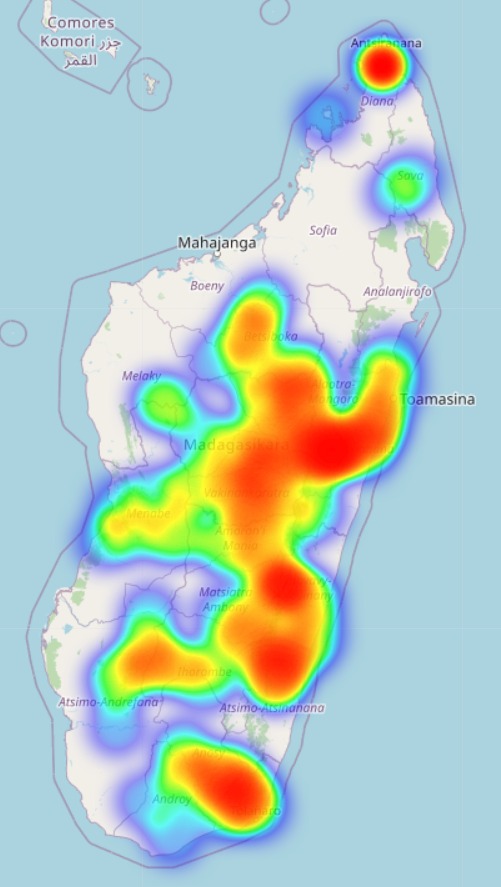 Comores
Komori جزر
القمر
Antsiranana
Diana
Sava
Sofia
Mahajanga
Boeny
Analanjirofo
Betsiboka
Melaky
Alaotra-
Mangoro
Toamasina
Madagasikara
Vakinankaratra
Menabe
Amoron'i
Mania
Matsiatra
Ambony
Ihorombe
Atsimo-Andrefana
Atsimo-Atsinanana
Anosy
Androy